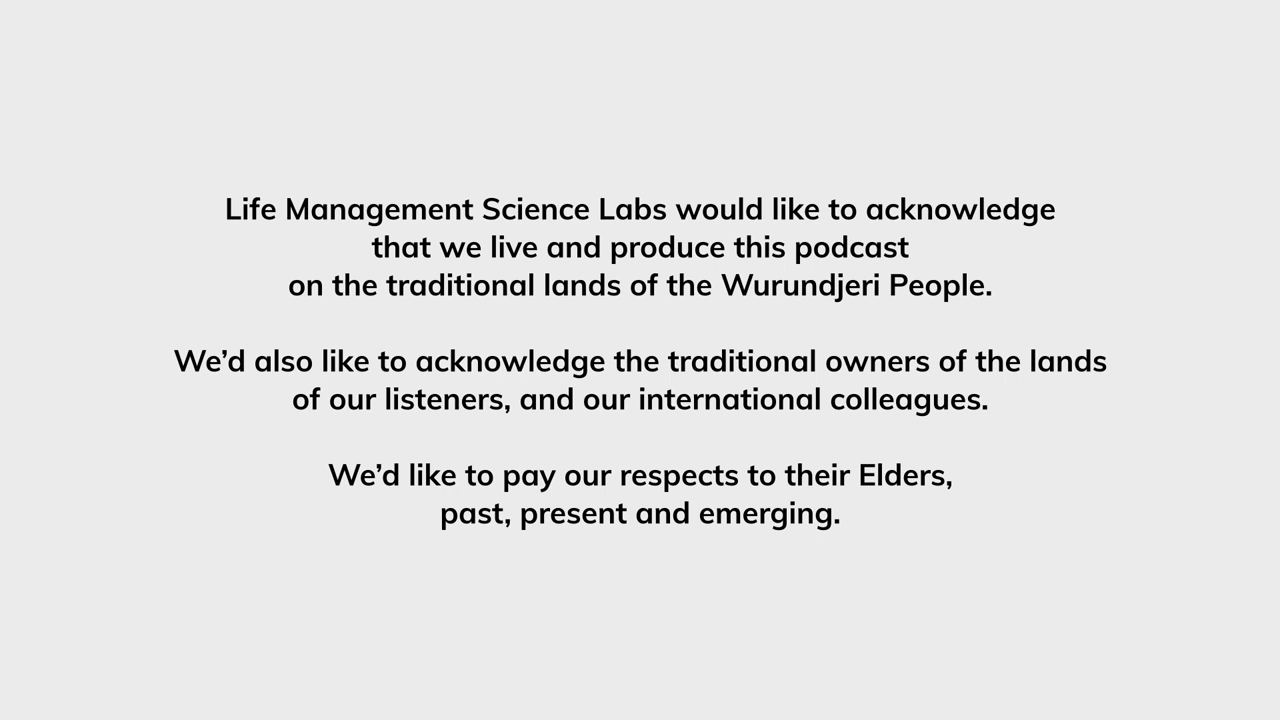 Life Management Science Labs would like to acknowledge
that we live and produce this podcast
on the traditional lands of the Wurundjeri People.
We’d also like to acknowledge the traditional owners of the lands
of our listeners, and our international colleagues.
We’d like to pay our respects to their Elders,
past, present and emerging.